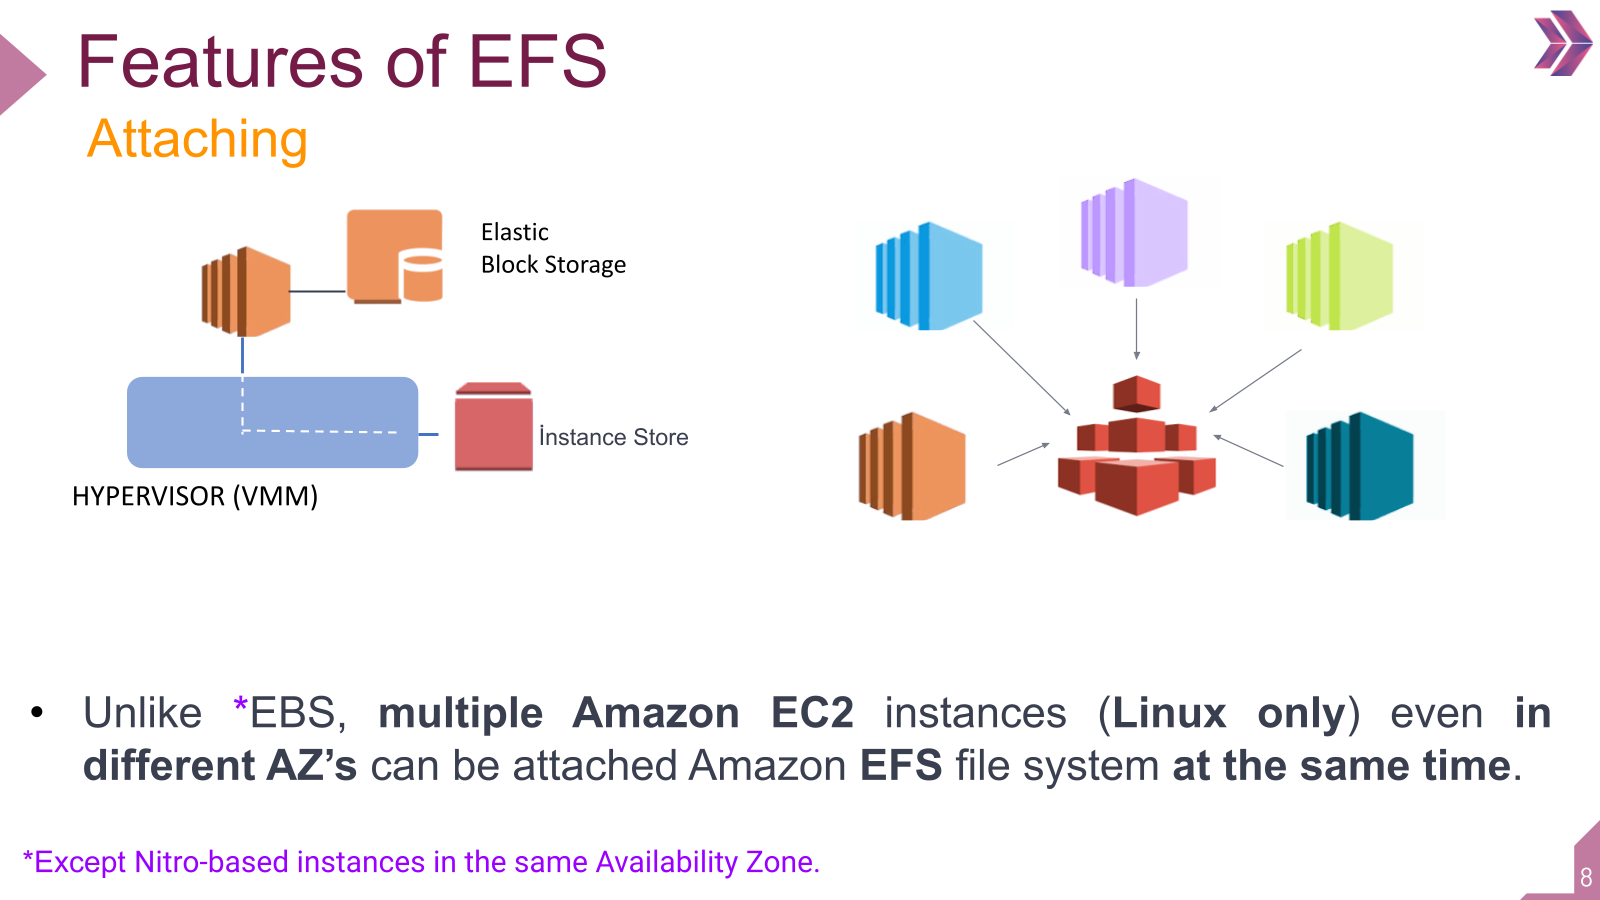 Features of EFS
Attaching
Elastic
Block Storage
İnstance Store
HYPERVISOR (VMM)
• Unlike *EBS, multiple Amazon EC2 instances (Linux only) even in
different AZ’s can be attached Amazon EFS file system at the same time.
*Except Nitro-based instances in the same Availability Zone.
8